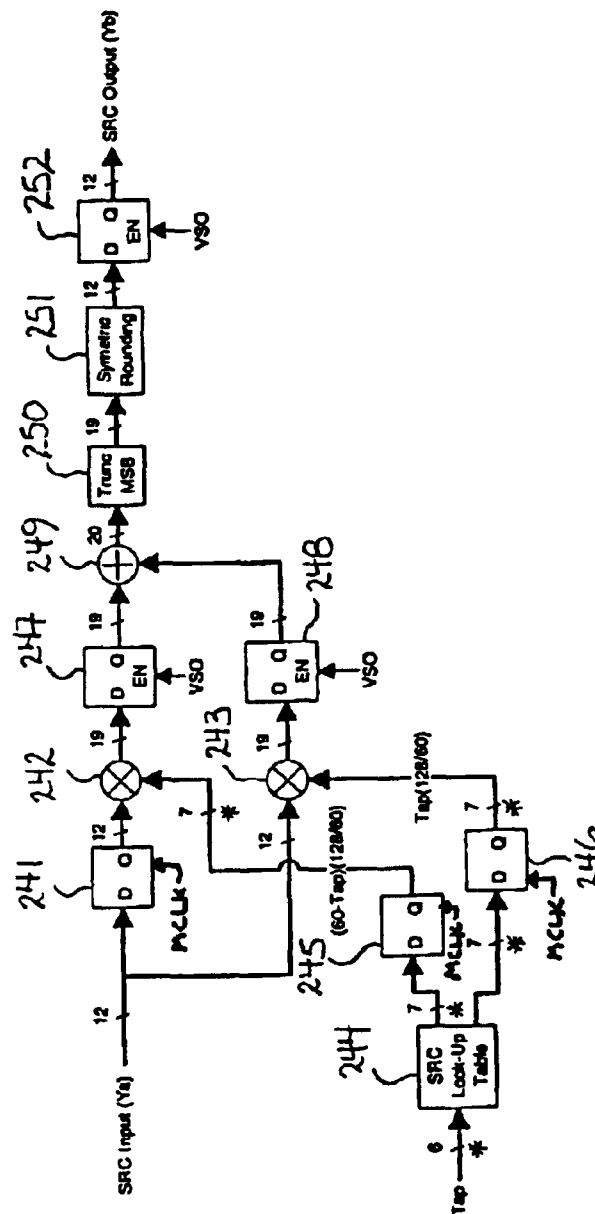 SRC Input (Ya)
12
241
D Q
MCLK
12
242
19
247
D Q
EN
VSO
19
249
20
250
Trunc
MSB
19
251
Symetric
Rounding
12
252
D Q
EN
VSO
12
SRC Output (Yb)
12
243
19
D Q
EN
248
VSO
19
7
*
(60-Tap)(128/60)
Tap(128/60)
7
*
Tap
6
*
244
SRC
Look-Up
Table
7
*
245
D Q
MCLK
7
*
D Q
246
MCLK